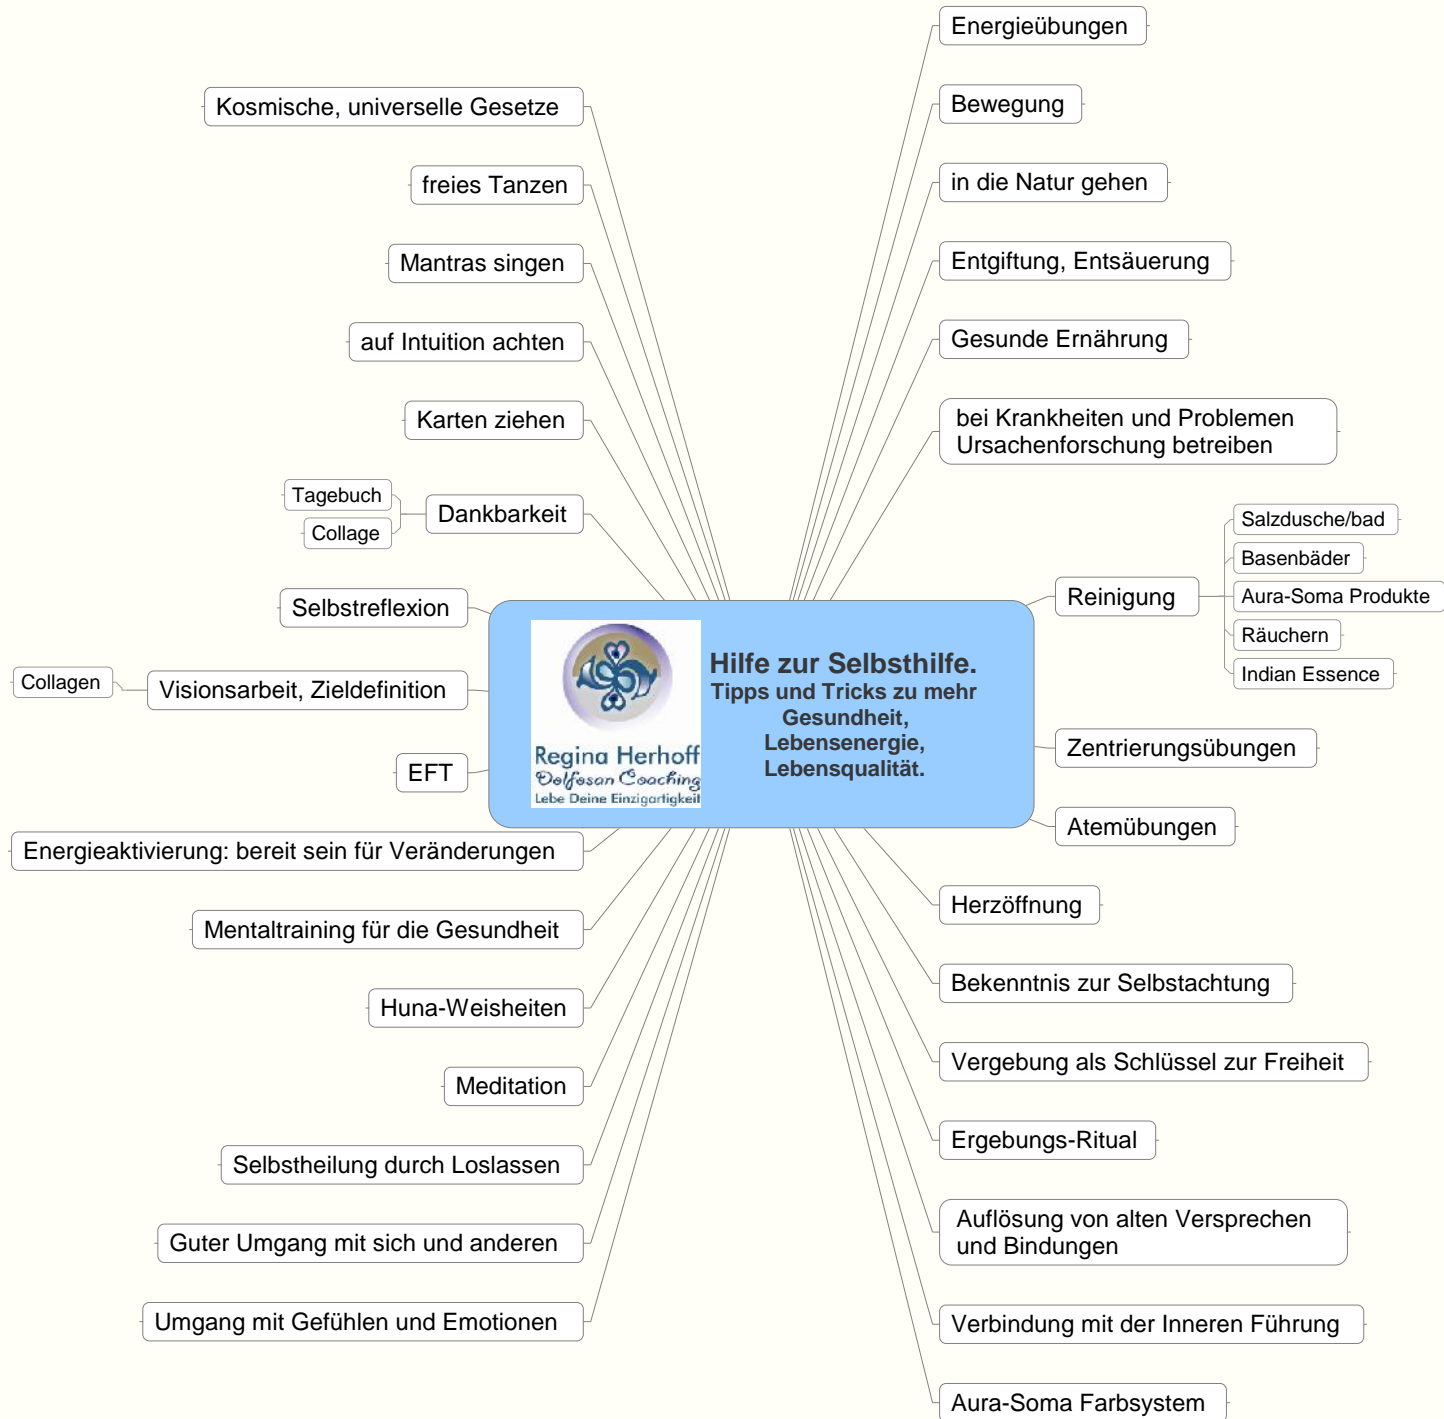 Hilfe zur Selbsthilfe.
Tipps und Tricks zu mehr
Gesundheit,
Lebensenergie,
Lebensqualität.
Regina Herhoff
Delfosan Coaching
Lebe Deine Einzigartigkeit
Energieübungen
Bewegung
in die Natur gehen
Entgiftung, Entsäuerung
Gesunde Ernährung
bei Krankheiten und Problemen
Ursachenforschung betreiben
Reinigung
Salzdusche/bad
Basenbäder
Aura-Soma Produkte
Räuchern
Indian Essence
Zentrierungsübungen
Atemübungen
Herzöffnung
Bekenntnis zur Selbstachtung
Vergebung als Schlüssel zur Freiheit
Ergebungs-Ritual
Auflösung von alten Versprechen
und Bindungen
Verbindung mit der Inneren Führung
Aura-Soma Farbsystem
Kosmische, universelle Gesetze
freies Tanzen
Mantras singen
auf Intuition achten
Karten ziehen
Dankbarkeit
Tagebuch
Collage
Selbstreflexion
Visionsarbeit, Zieldefinition
Collagen
EFT
Energieaktivierung: bereit sein für Veränderungen
Mentaltraining für die Gesundheit
Huna-Weisheiten
Meditation
Selbstheilung durch Loslassen
Guter Umgang mit sich und anderen
Umgang mit Gefühlen und Emotionen